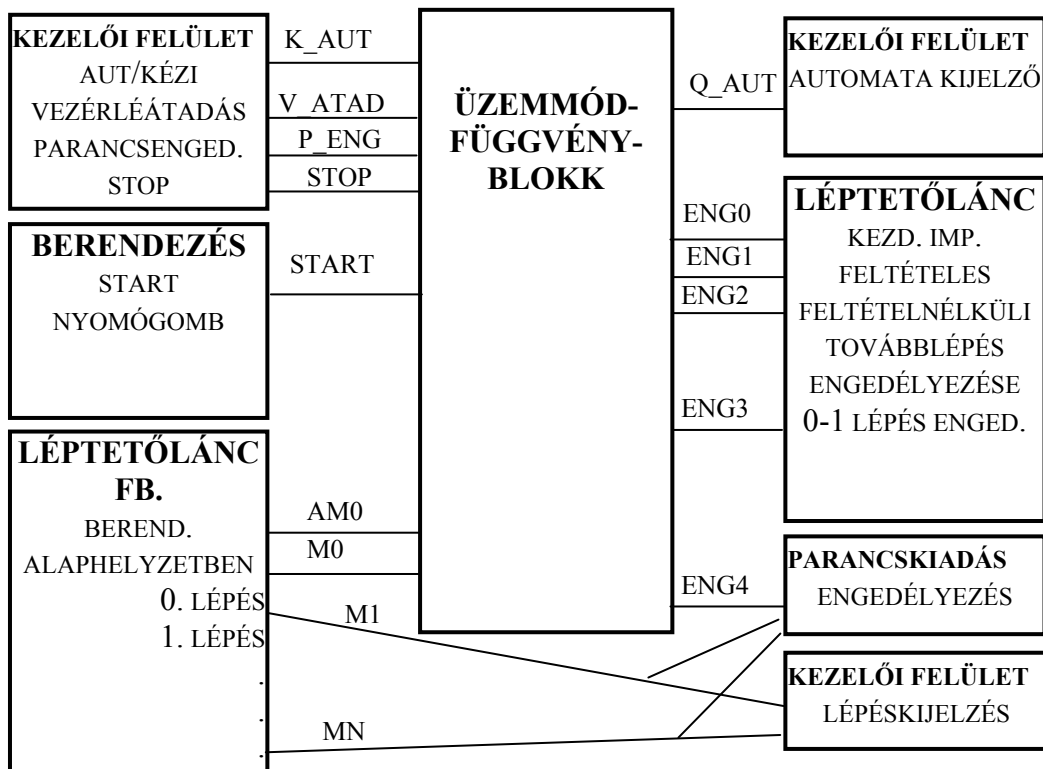 KEZELŐI FELÜLET
AUT/KÉZI
VEZÉRLÉÁTADÁS
PARANCSENGED.
STOP
K_AUT
V_ATAD
P_ENG
STOP
BERENDEZÉS
START
NYOMÓGOMB
START
LÉPTETŐLÁNC
FB.
BEREND.
ALAPHELYZETBEN
0. LÉPÉS
1. LÉPÉS
.
.
.
AM0
M0
M1
MN
ÜZEMMÓD-
FÜGGVÉNY-
BLOKK
Q_AUT
ENG0
ENG1
ENG2
ENG3
ENG4
KEZELŐI FELÜLET
AUTOMATA KIJELZŐ
LÉPTETŐLÁNC
KEZD. IMP.
FELTÉTELES
FELTÉTELNÉLKÜLI
TOVÁBBLÉPÉS
ENGEDÉLYEZÉSE
0-1 LÉPÉS ENGED.
PARANCSKIADÁS
ENGEDÉLYEZÉS
KEZELŐI FELÜLET
LÉPÉSKIJELZÉS